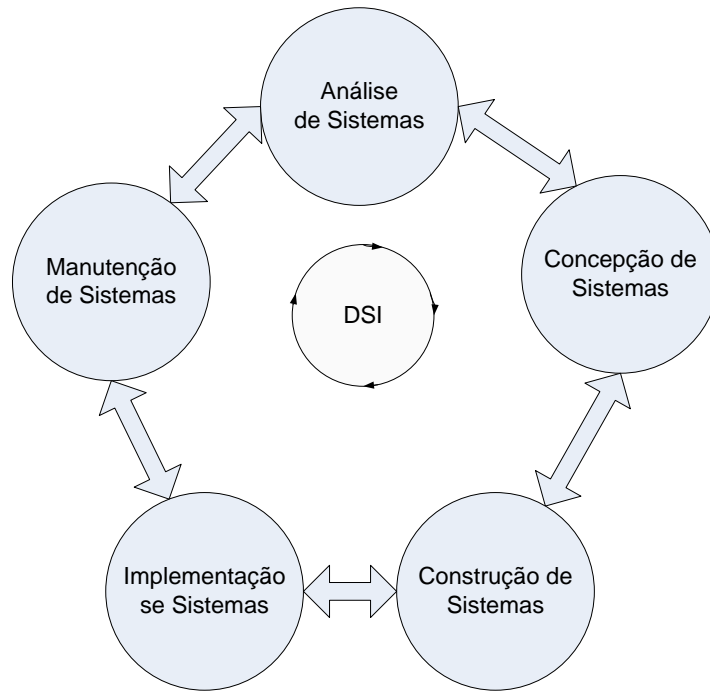 Análise
de Sistemas
Concepção de
Sistemas
Manutenção
de Sistemas
DSI
Implementação
se Sistemas
Construção de
Sistemas